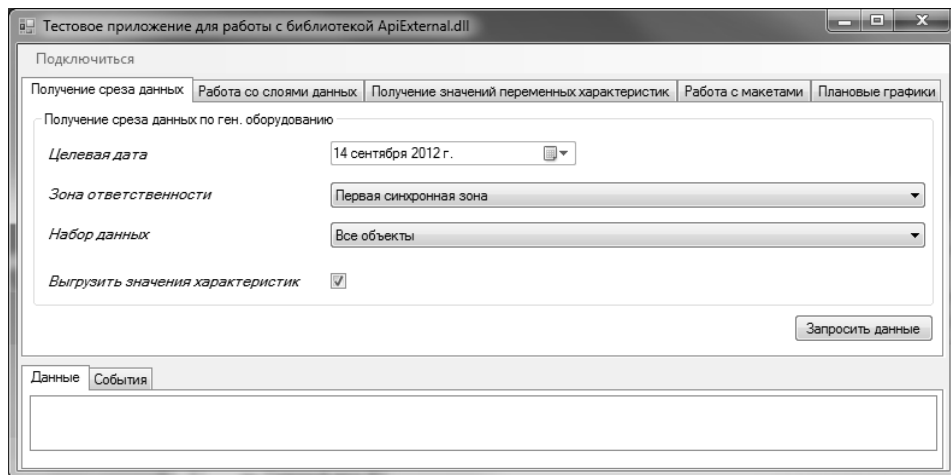 Тестовое приложение для работы с библиотекой ApiExternal.dll
Подключиться
Получение среза данных Работа со слоями данных Получение значений переменных характеристик Работа с макетами Плановые графики
Получение среза данных по ген. оборудованию
Целевая дата 14 сентября 2012 г.
Зона ответственности Первая синхронная зона
Набор данных Все объекты
Выгрузить значения характеристик
Запросить данные
Данные События